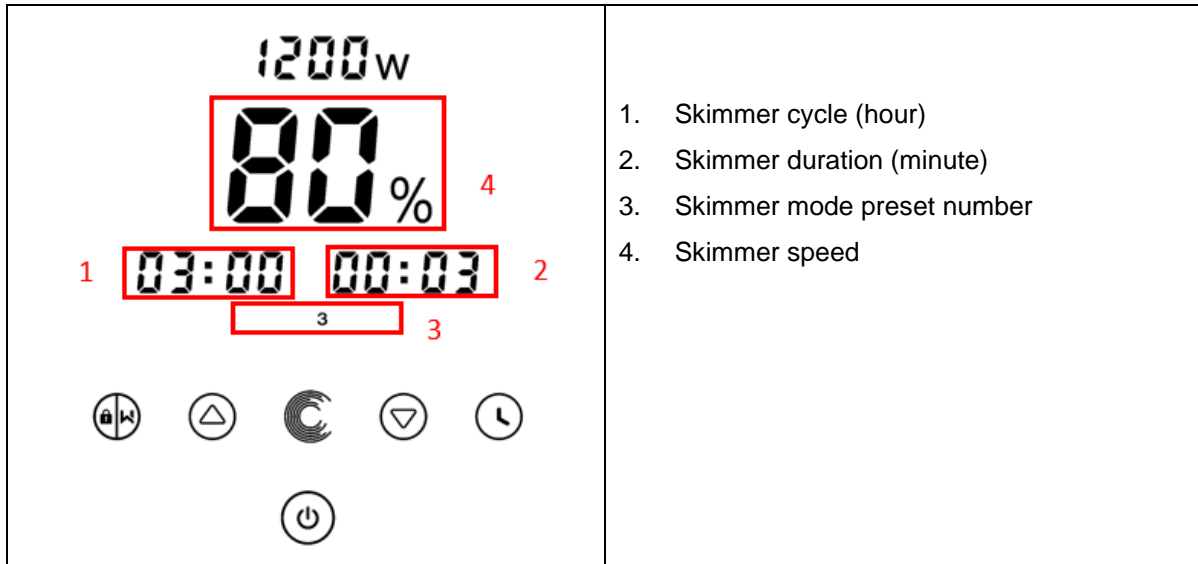 1200w
80%
4
1
03:00
00:03
2
3
3
1. Skimmer cycle (hour)
2. Skimmer duration (minute)
3. Skimmer mode preset number
4. Skimmer speed